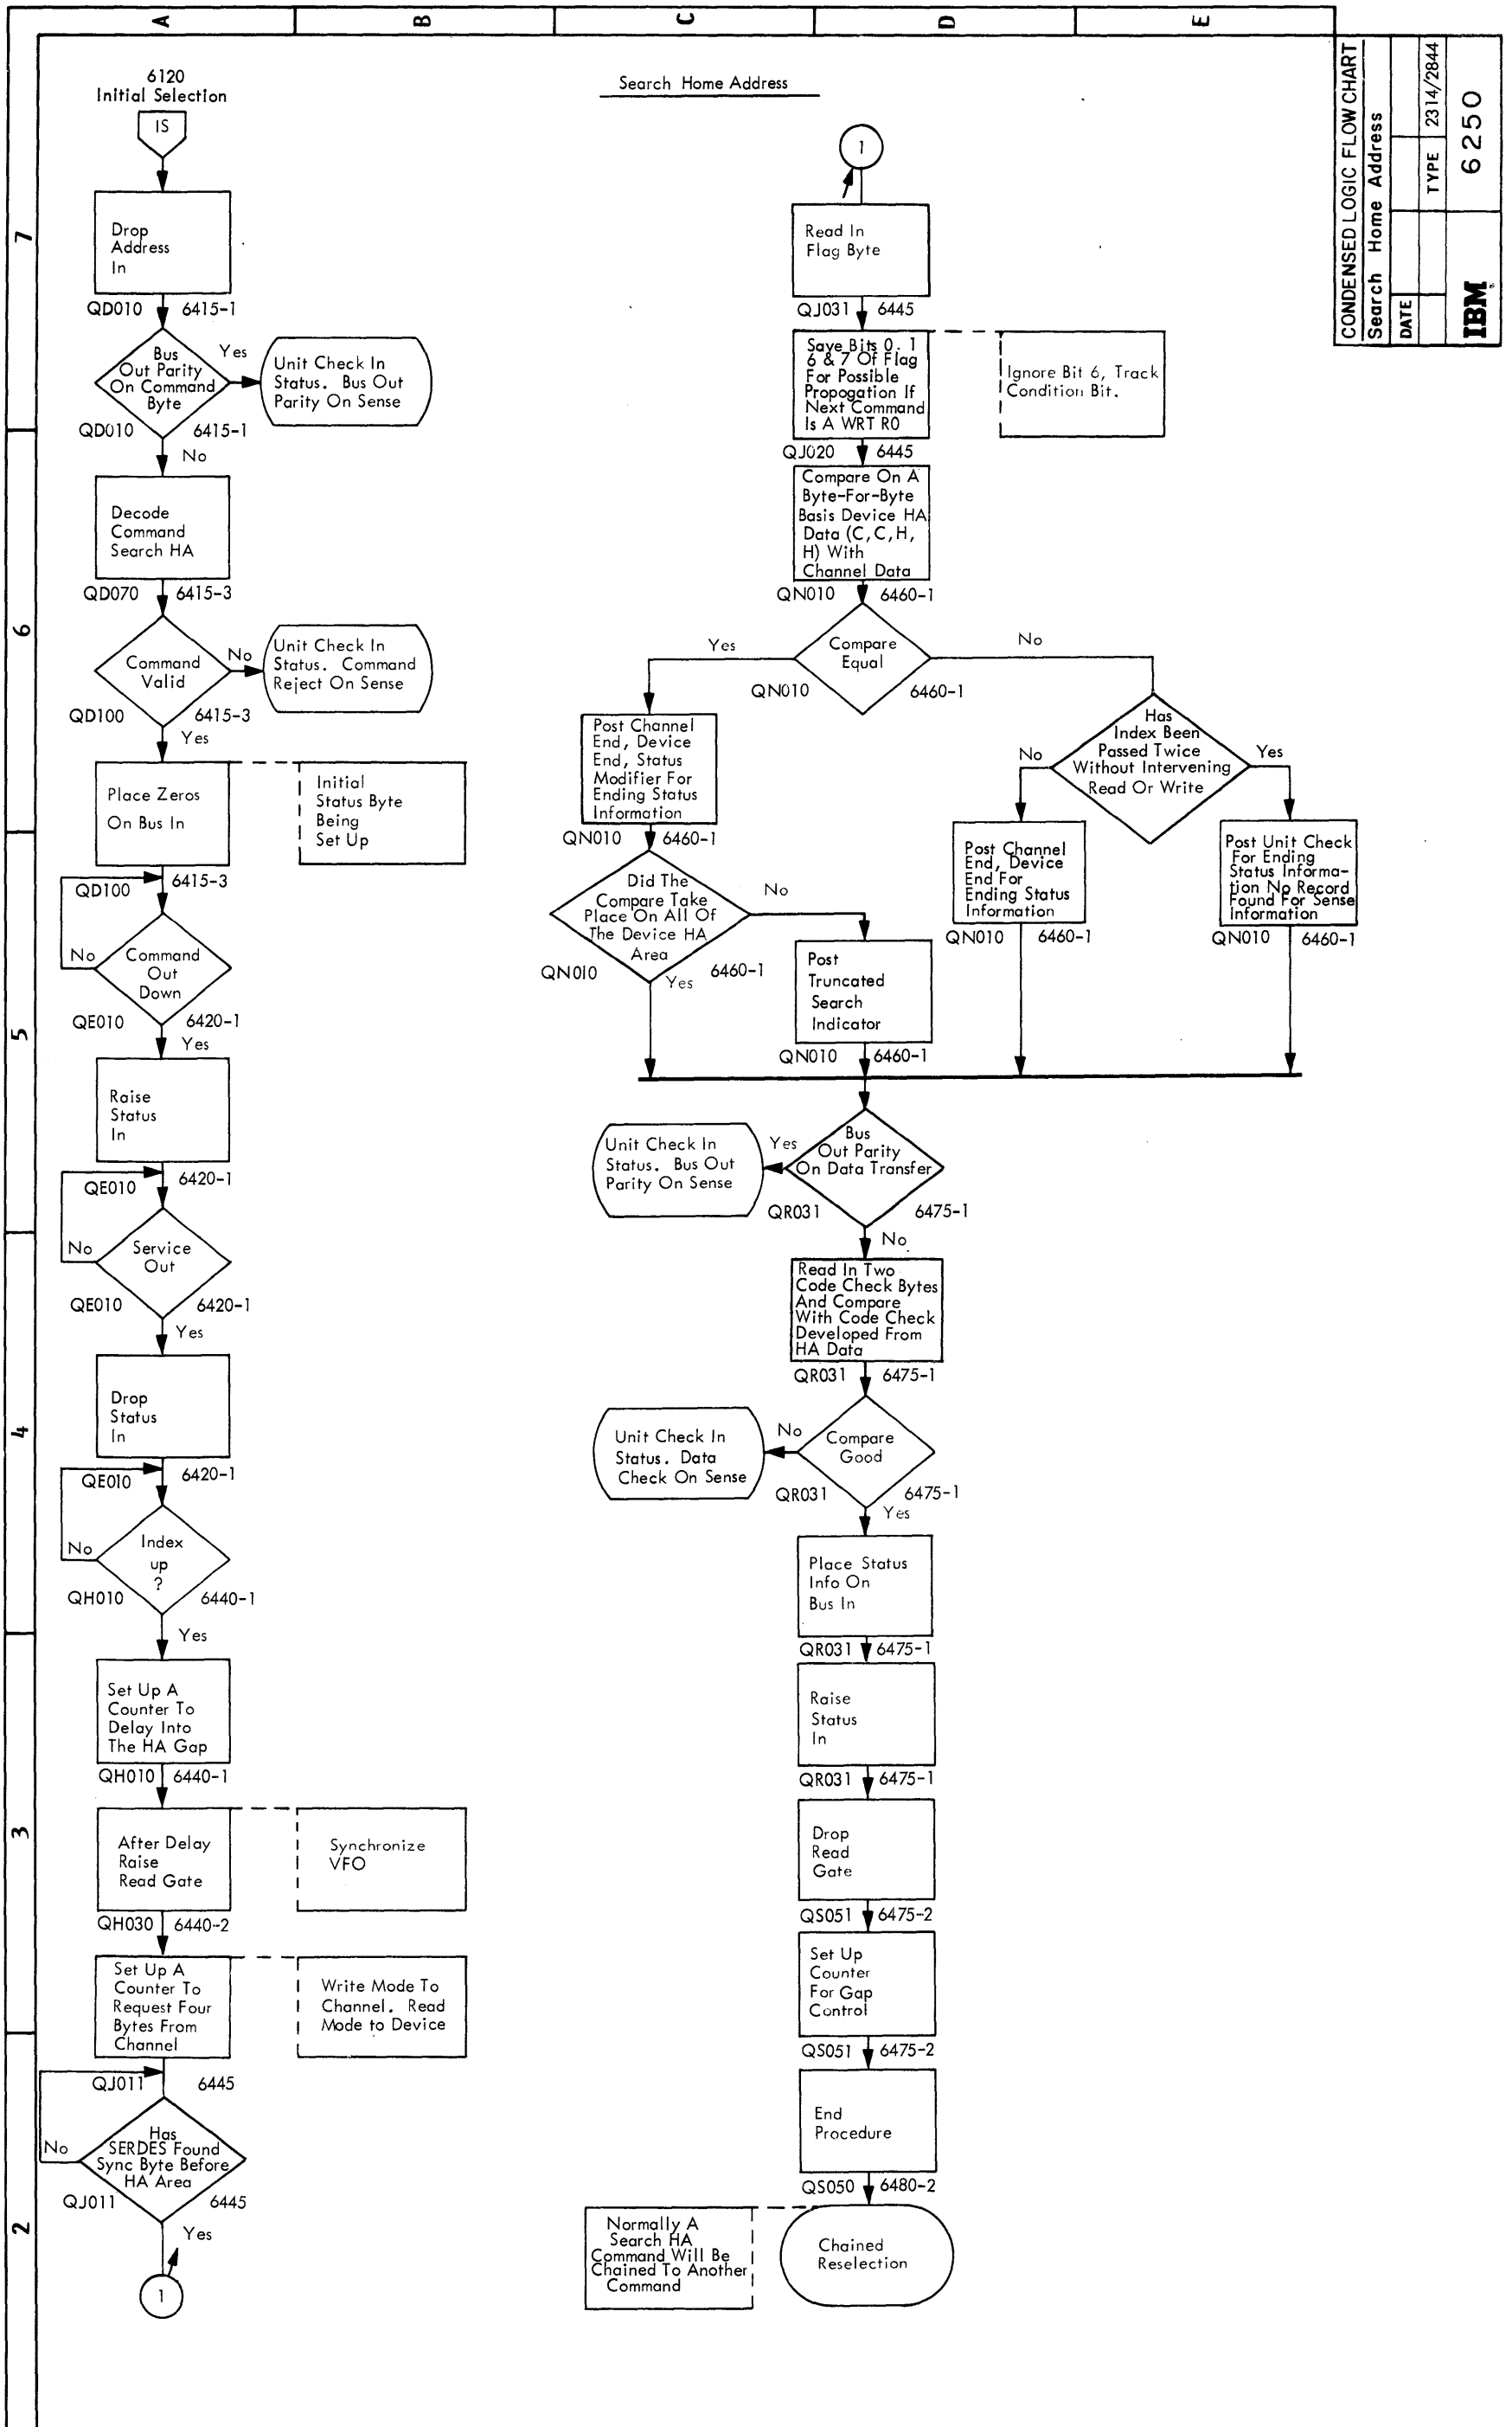 A
B
C
D
E
7
6
5
4
3
2
CONDENSED LOGIC FLOW CHART
Search Home Address
DATE
TYPE
2314/2844
IBM
6250
Search Home Address
6120
Initial Selection
IS
Drop
Address
In
QD010
6415-1
Bus
Out Parity
On Command
Byte
Yes
Unit Check In
Status. Bus Out
Parity On Sense
QD010
6415-1
No
Decode
Command
Search HA
QD070
6415-3
Command
Valid
No
Unit Check In
Status. Command
Reject On Sense
QD100
6415-3
Yes
Place Zeros
On Bus In
Initial
Status Byte
Being
Set Up
QD100
6415-3
Command
Out
Down
No
QE010
6420-1
Yes
Raise
Status
In
QE010
6420-1
Service
Out
No
QE010
6420-1
Yes
Drop
Status
In
QE010
6420-1
Index
up
?
No
QH010
6440-1
Yes
Set Up A
Counter To
Delay Into
The HA Gap
QH010
6440-1
After Delay
Raise
Read Gate
Synchronize
VFO
QH030
6440-2
Set Up A
Counter To
Request Four
Bytes From
Channel
Write Mode To
Channel. Read
Mode to Device
QJ011
6445
Has
SERDES Found
Sync Byte Before
HA Area
No
QJ011
6445
Yes
1
1
Read In
Flag Byte
QJ031
6445
Save Bits 0. 1
6 & 7 Of Flag
For Possible
Propogation If
Next Command
Is A WRT R0
Ignore Bit 6, Track
Condition Bit.
QJ020
6445
Compare On A
Byte-For-Byte
Basis Device HA
Data (C,C,H,
H) With
Channel Data
QN010
6460-1
Compare
Equal
Yes
No
QN010
6460-1
Post Channel
End, Device
End, Status
Modifier For
Ending Status
Information
QN010
6460-1
Has
Index Been
Passed Twice
Without Intervening
Read Or Write
No
Yes
Did The
Compare Take
Place On All Of
The Device HA
Area
No
QN010
6460-1
Yes
Post
Truncated
Search
Indicator
QN010
6460-1
Post Channel
End, Device
End For
Ending Status
Information
QN010
6460-1
Post Unit Check
For Ending
Status Informa-
tion No Record
Found For Sense
Information
QN010
6460-1
Bus
Out Parity
On Data Transfer
Yes
Unit Check In
Status. Bus Out
Parity On Sense
QR031
6475-1
No
Read In Two
Code Check Bytes
And Compare
With Code Check
Developed From
HA Data
QR031
6475-1
Compare
Good
No
Unit Check In
Status. Data
Check On Sense
QR031
6475-1
Yes
Place Status
Info On
Bus In
QR031
6475-1
Raise
Status
In
QR031
6475-1
Drop
Read
Gate
QS051
6475-2
Set Up
Counter
For Gap
Control
QS051
6475-2
End
Procedure
QS050
6480-2
Normally A
Search HA
Command Will Be
Chained To Another
Command
Chained
Reselection